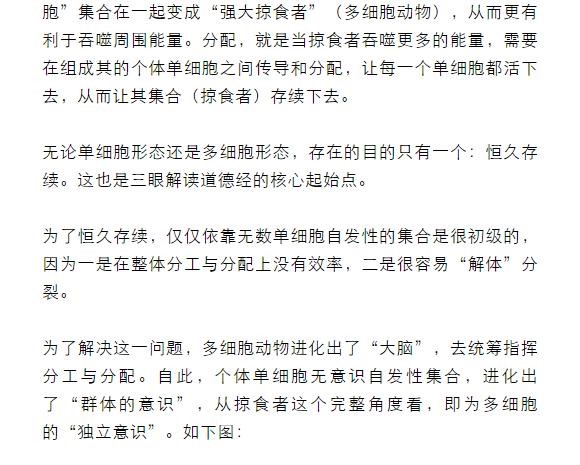 胞”集合在一起变成“强大掠食者”（多细胞动物），从而更有
利于吞噬周围能量。分配，就是当掠食者吞噬更多的能量，需要
在组成其的个体单细胞之间传导和分配，让每一个单细胞都活下
去，从而让其集合（掠食者）存续下去。
无论单细胞形态还是多细胞形态，存在的目的只有一个：恒久存
续。这也是三眼解读道德经的核心起始点。
为了恒久存续，仅仅依靠无数单细胞自发性的集合是很初级的，
因为一是在整体分工与分配上没有效率，二是很容易“解体”分
裂。
为了解决这一问题，多细胞动物进化出了“大脑”，去统筹指挥
分工与分配。自此，个体单细胞无意识自发性集合，进化出
了“群体的意识”，从掠食者这个完整角度看，即为多细胞
的“独立意识”。如下图：